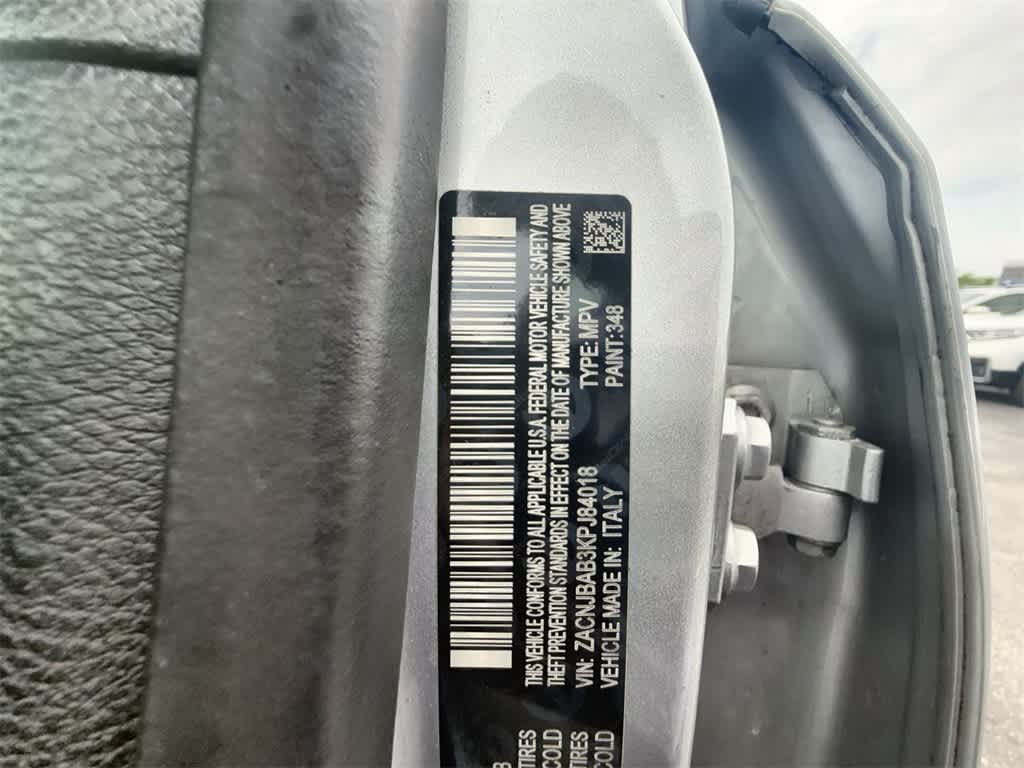 THIS VEHICLE CONFORMS TO ALL APPLICABLE U.S.A. FEDERAL MOTOR VEHICLE SAFETY AND
THEFT PREVENTION STANDARDS IN EFFECT ON THE DATE OF MANUFACTURE SHOWN ABOVE
VIN: ZACNJBAB3KPJ84018 TYPE:MPV
VEHICLE MADE IN: ITALY PAINT:348
TIRES
COLD
TIRES
COLD